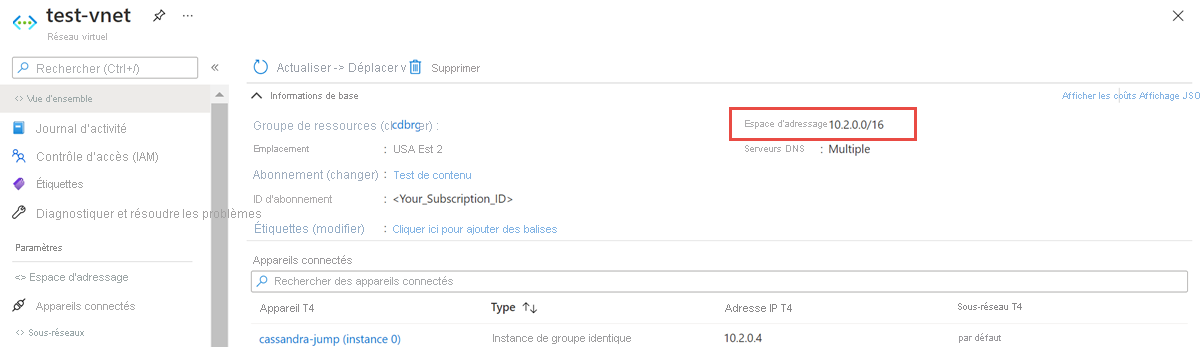 test-vnet
...
Réseau virtuel
Rechercher (Ctrl+/)
«
Actualiser -> Déplacer v
Supprimer
<> Vue d'ensemble
Informations de base
Afficher les coûts Affichage JSO
Journal d'activité
Groupe de ressources (c cdbrg er) :
Espace d'adressage 10.2.0.0/16
Contrôle d'accès (IAM)
Emplacement : USA Est 2
Serveurs DNS : Multiple
Étiquettes
Abonnement (changer) : Test de contenu
ID d'abonnement : <Your_Subscription_ID>
Diagnostiquer et résoudre les problèmes
Étiquettes (modifier) : Cliquer ici pour ajouter des balises
Paramètres
Appareils connectés
<> Espace d'adressage
Rechercher des appareils connectés
Appareils connectés
Appareil T4 Type ↑↓ Adresse IP T4 Sous-réseau T4
<> Sous-réseaux
cassandra-jump (instance 0) Instance de groupe identique 10.2.0.4 par défaut